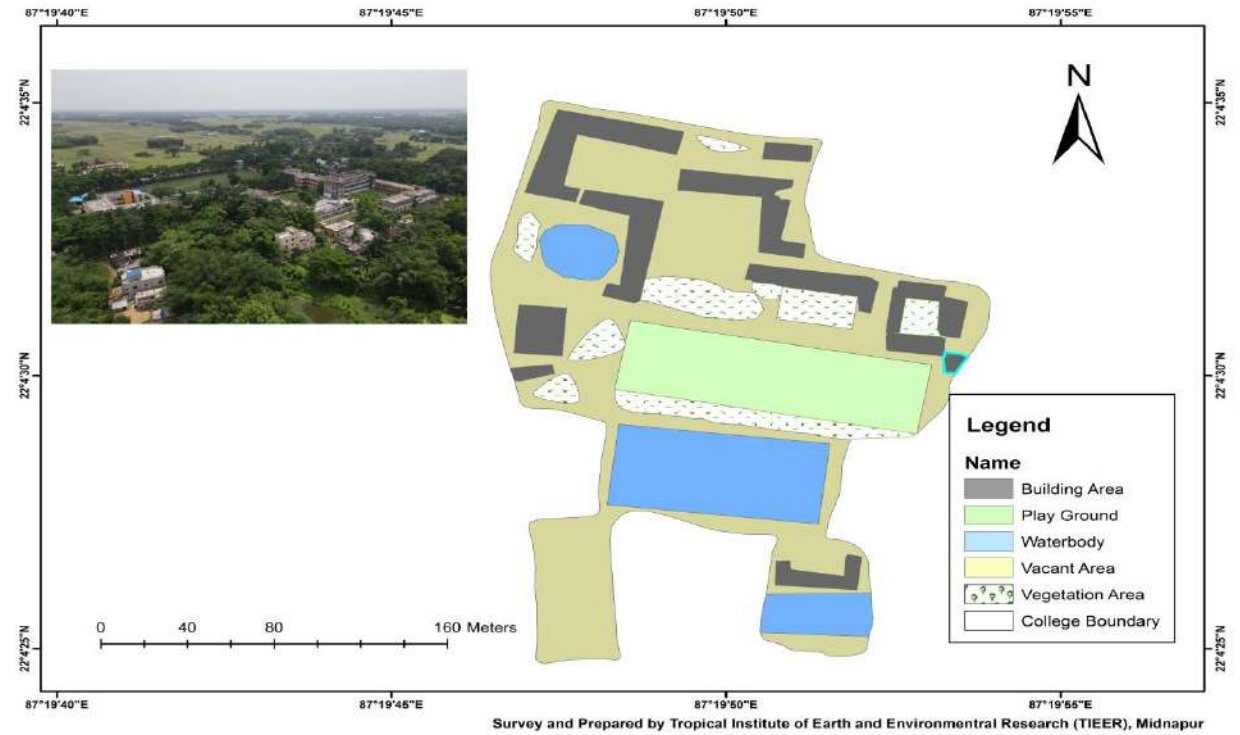 87°19'40"E 87°19'45"E 87°19'50"E 87°19'55"E
22°4'35"N 22°4'35"N
N
22°4'30"N 22°4'30"N
Legend
Name
Building Area
Play Ground
Waterbody
Vacant Area
Vegetation Area
College Boundary
0 40 80 160 Meters
22°4'25"N 22°4'25"N
87°19'40"E 87°19'45"E 87°19'50"E 87°19'55"E
Survey and Prepared by Tropical Institute of Earth and Environmentral Research (TIEER), Midnapur